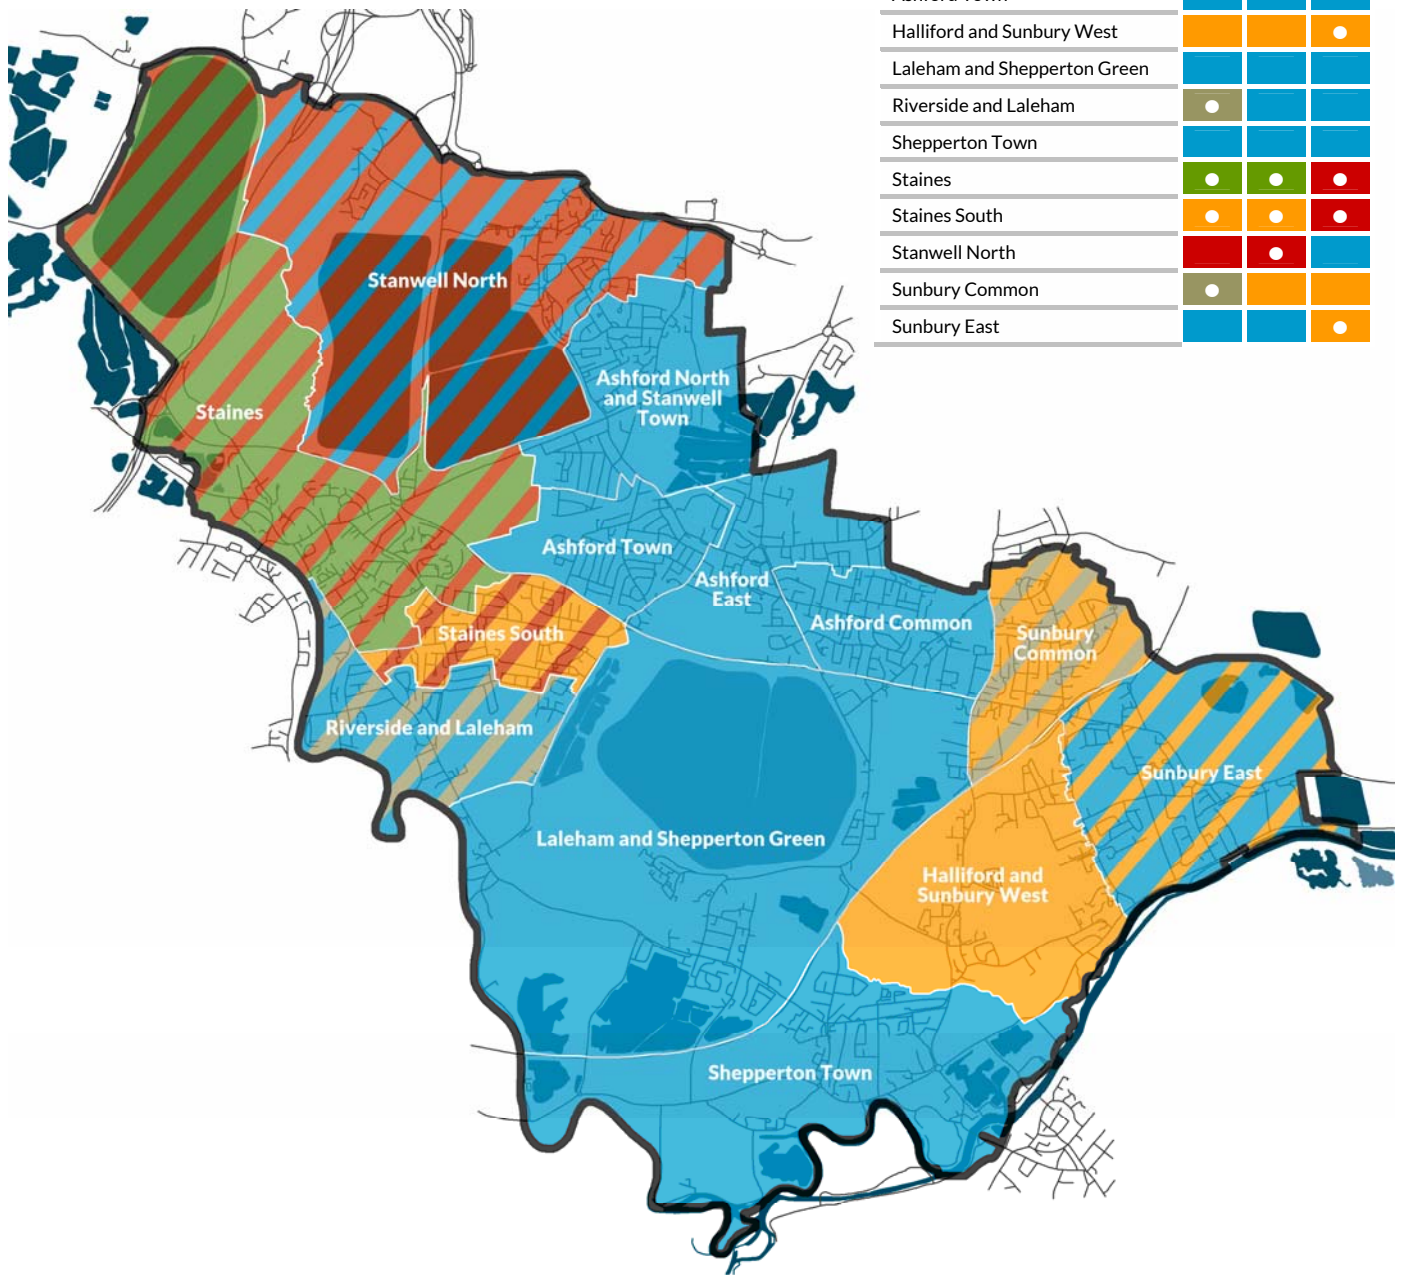 Ashford Town
Halliford and Sunbury West
Laleham and Shepperton Green
Riverside and Laleham
Shepperton Town
Staines
Staines South
Stanwell North
Sunbury Common
Sunbury East
Stanwell North
Ashford North
and Stanwell
Town
Staines
Ashford Town
Ashford
East
Ashford Common
Staines South
Sunbury
Common
Riverside and Laleham
Sunbury East
Laleham and Shepperton Green
Halliford and
Sunbury West
Shepperton Town